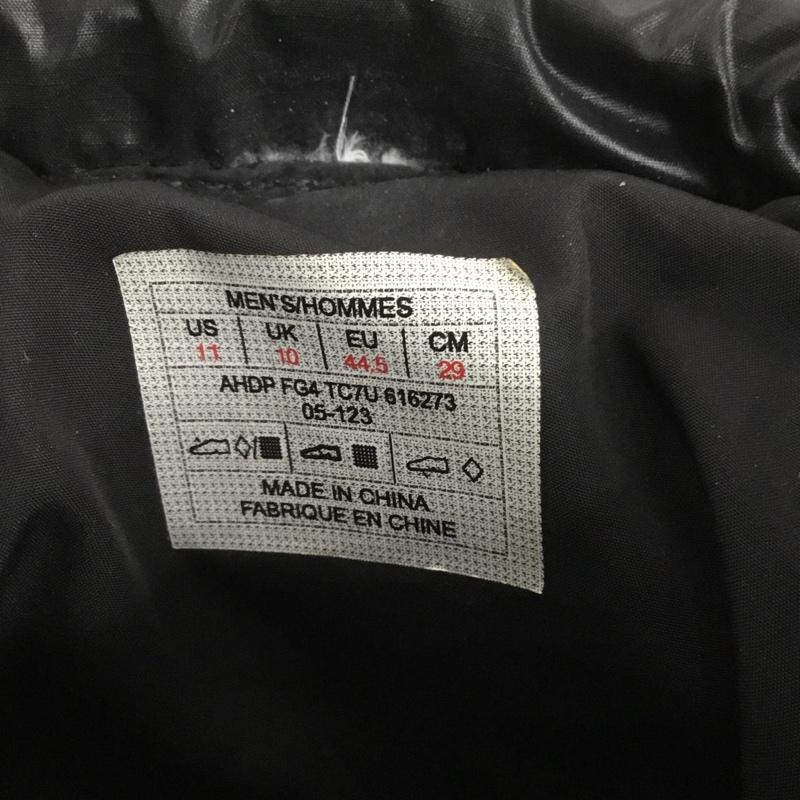 MEN'S/HOMMES
US UK EU CM
11 10 44.5 29
AHDP FG4 TC7U 616273
05-123
MADE IN CHINA
FABRIQUE EN CHINE